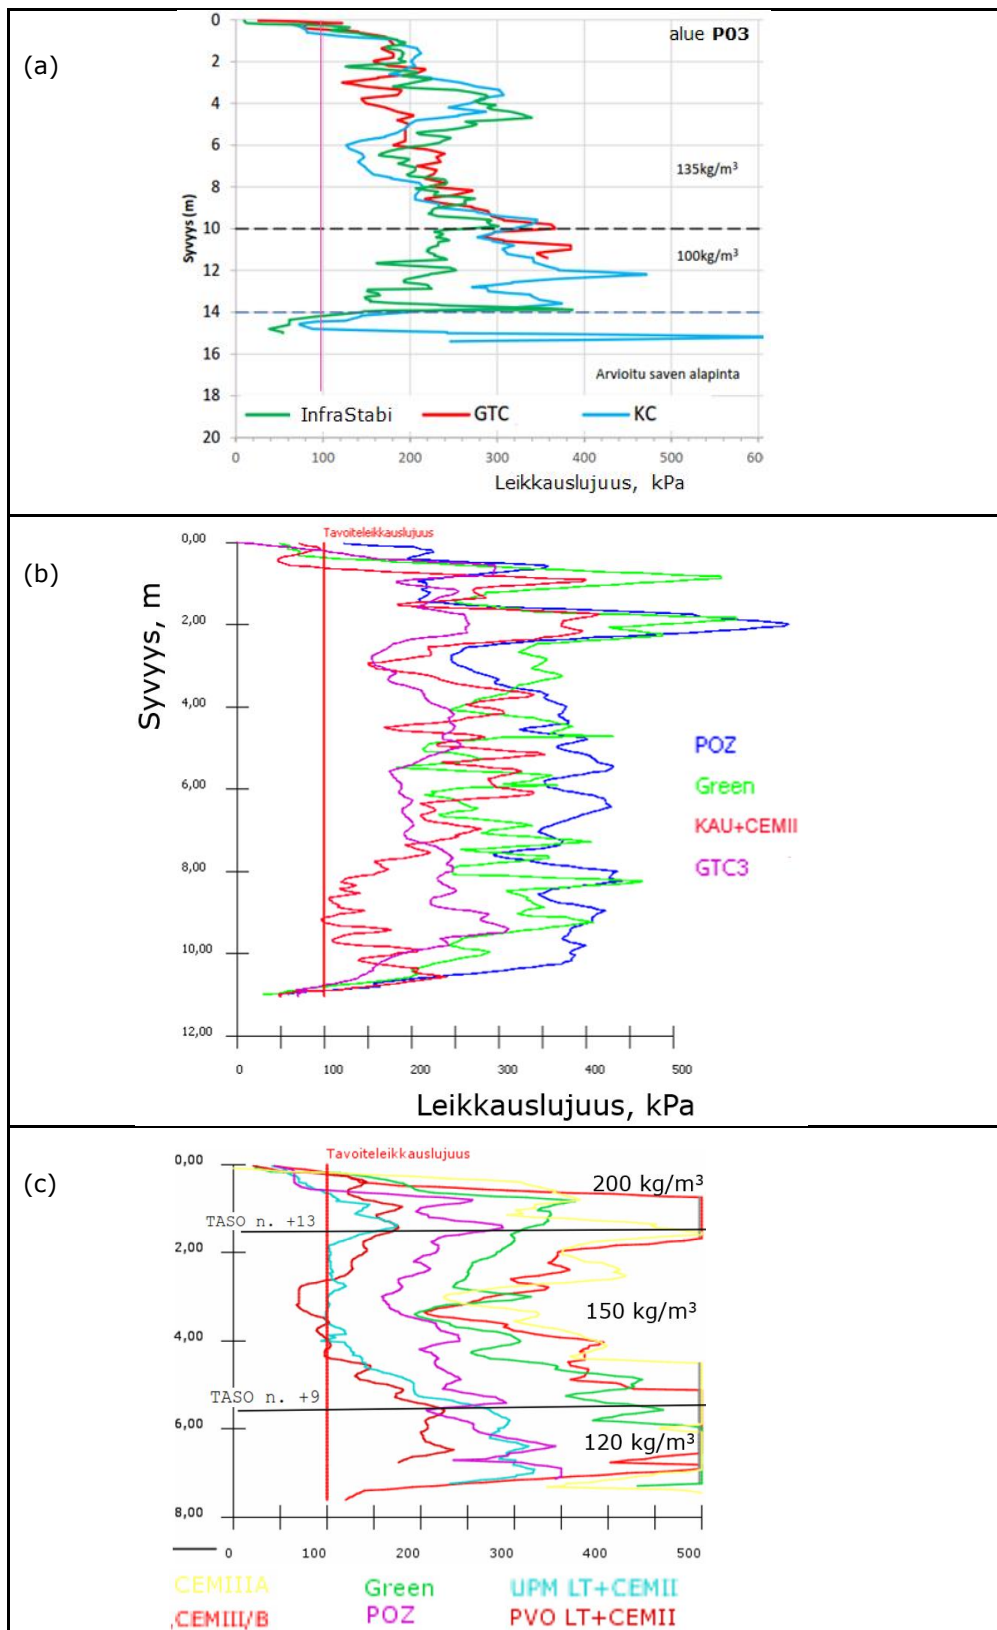 (a)
alue P03
0
2
4
6
8
10
12
14
16
18
20
Syvyys (m)
135kg/m³
100kg/m³
Arvioitu saven alapinta
InfraStabi GTC KC
0 100 200 300 400 500 60
Leikkauslujuus, kPa
(b)
Tavoiteleikkauslujuus
0,00
2,00
4,00
6,00
8,00
10,00
12,00
Syvyys, m
POZ
Green
KAU+CEMII
GTC3
0 100 200 300 400 500
Leikkauslujuus, kPa
(c)
Tavoiteleikkauslujuus
0,00
200 kg/m³
TASO n. +13
2,00
150 kg/m³
4,00
TASO n. +9
6,00
120 kg/m³
8,00
0 100 200 300 400 500
CEMIIIA Green UPM LT+CEMII
CEMIII/B POZ PVO LT+CEMII